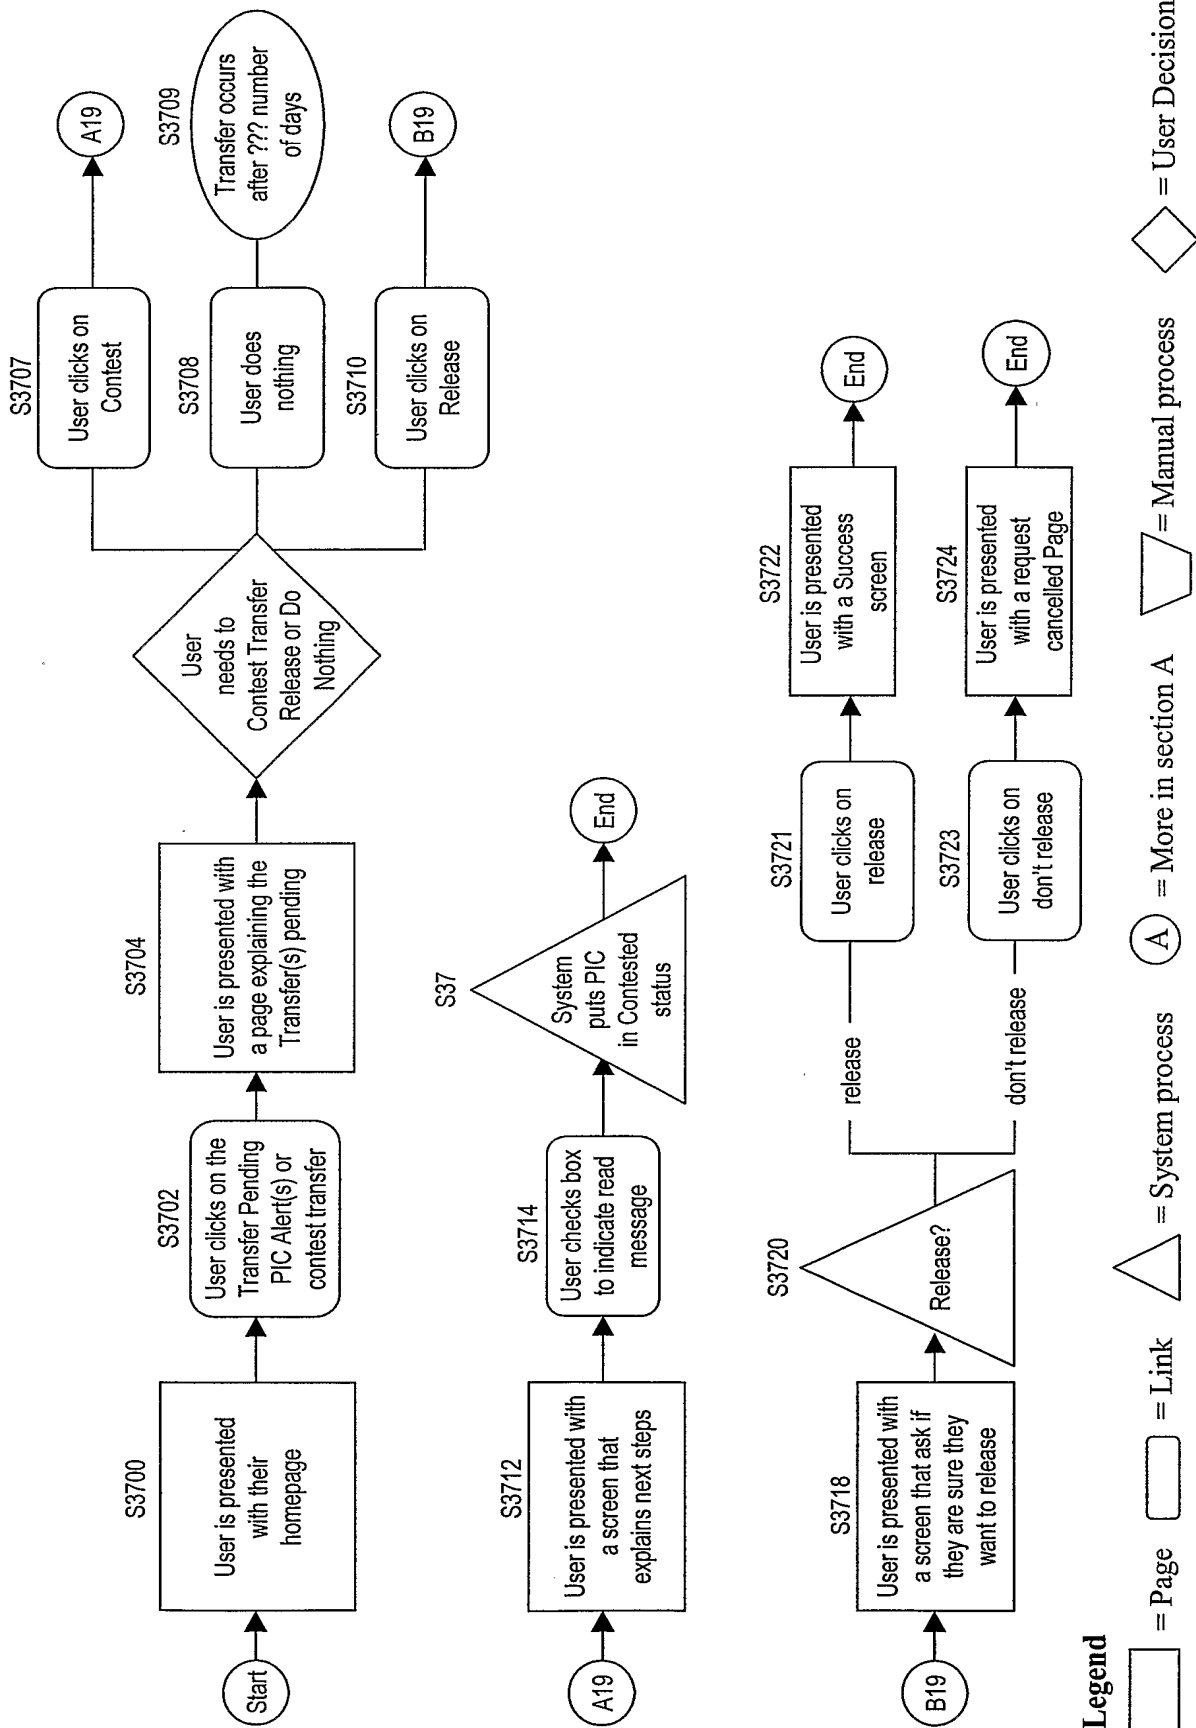 Start
S3700
User is presented
with their
homepage
S3702
User clicks on the
Transfer Pending
PIC Alert(s) or
contest transfer
S3704
User is presented with
a page explaining the
Transfer(s) pending
User
needs to
Contest Transfer
Release or Do
Nothing
S3707
User clicks on
Contest
A19
S3708
User does
nothing
S3709
Transfer occurs
after ??? number
of days
S3710
User clicks on
Release
B19
A19
S3712
User is presented with
a screen that
explains next steps
S3714
User checks box
to indicate read
message
S37
System
puts PIC
in Contested
status
End
B19
S3718
User is presented with
a screen that ask if
they are sure they
want to release
S3720
Release?
release
S3721
User clicks on
release
S3722
User is presented
with a Success
screen
End
don't release
S3723
User clicks on
don't release
S3724
User is presented
with a request
cancelled Page
End
Legend
= Page
= Link
= System process
A = More in section A
= Manual process
= User Decision